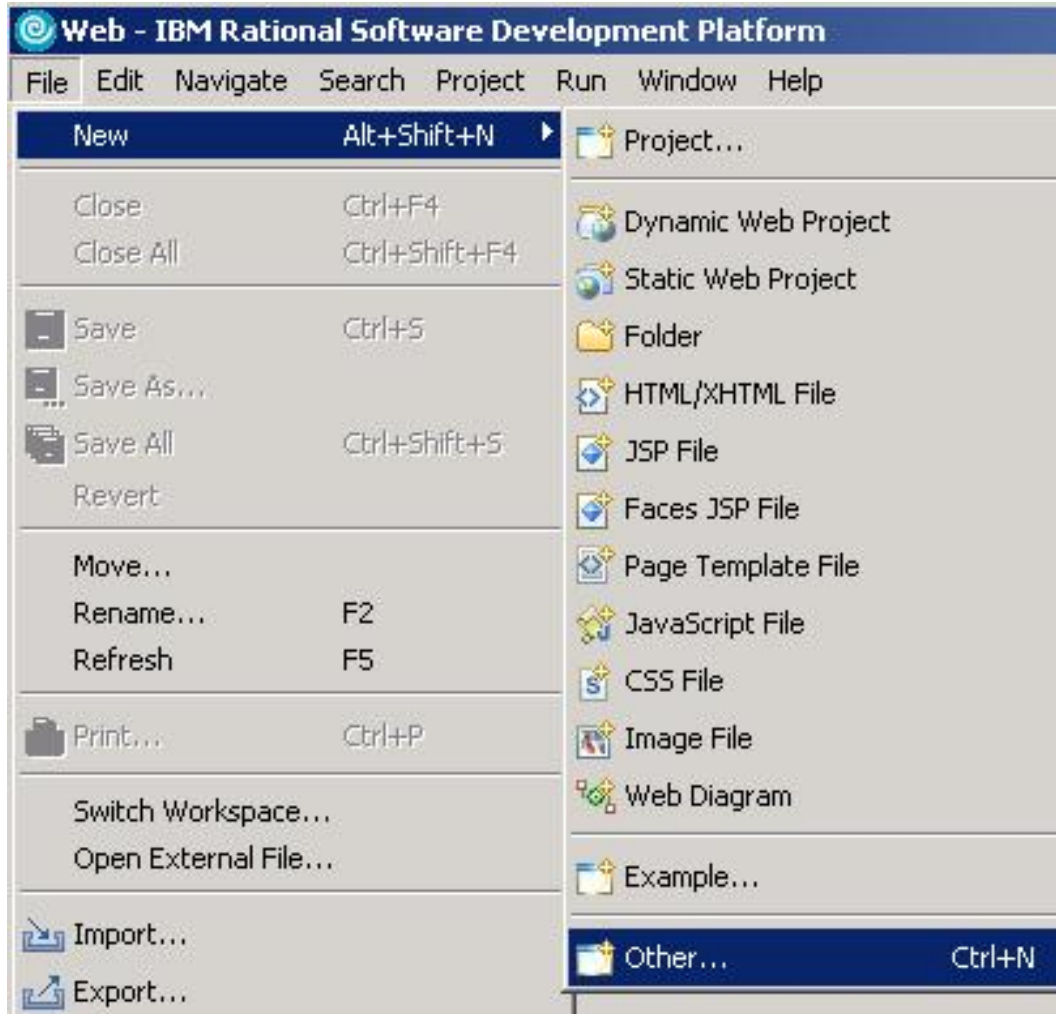 Web - IBM Rational Software Development Platform
File Edit Navigate Search Project Run Window Help
New Alt+Shift+N
Close Ctrl+F4
Close All Ctrl+Shift+F4
Save Ctrl+S
Save As...
Save All Ctrl+Shift+S
Revert
Move...
Rename... F2
Refresh F5
Print... Ctrl+P
Switch Workspace...
Open External File...
Import...
Export...
Project...
Dynamic Web Project
Static Web Project
Folder
HTML/XHTML File
JSP File
Faces JSP File
Page Template File
JavaScript File
CSS File
Image File
Web Diagram
Example...
Other... Ctrl+N